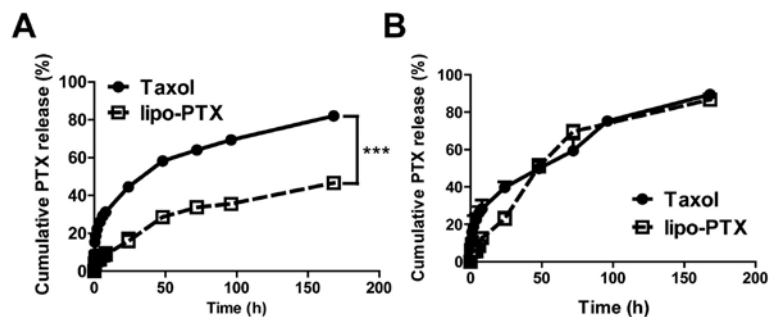 A
Cumulative PTX release (%)
100
80
60
40
20
0
Taxol
lipo-PTX
***
0
50
100
150
200
Time (h)
B
Cumulative PTX release (%)
100
80
60
40
20
0
Taxol
lipo-PTX
0
50
100
150
200
Time (h)